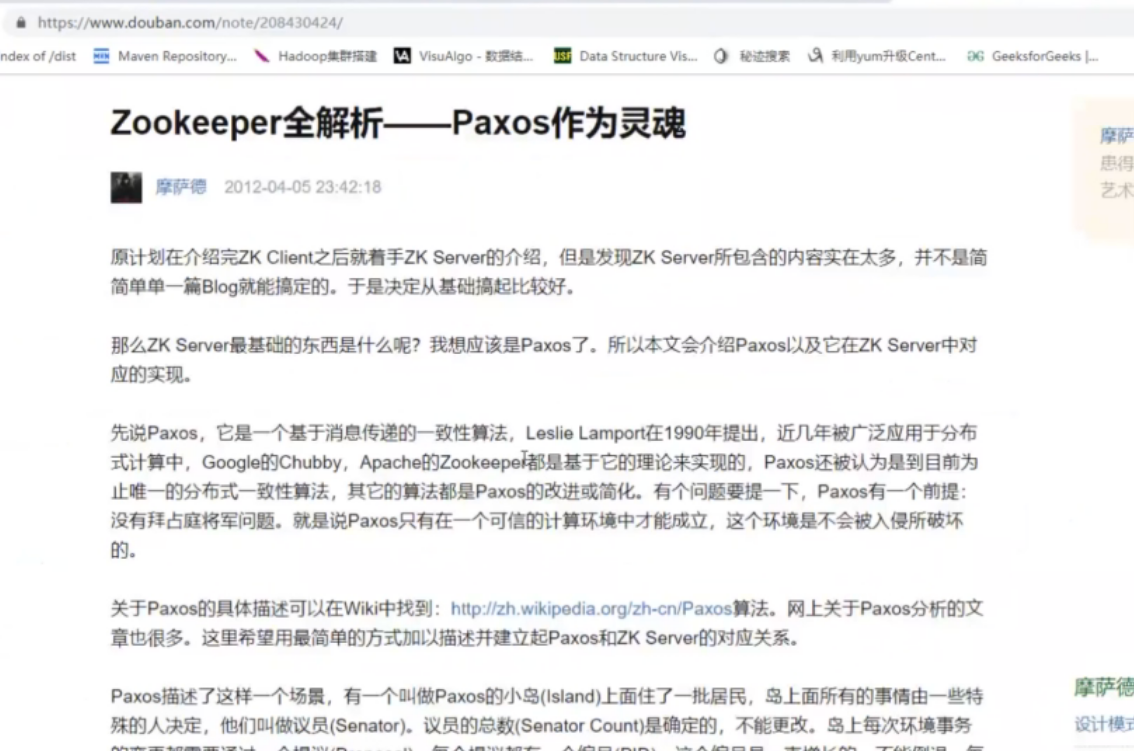 https://www.douban.com/note/208430424/
ndex of /dist Maven Repository... Hadoop集群搭建 VisuAlgo - 数据结... Data Structure Vis... 秘迹搜索 利用yum升级Cent... GeeksforGeeks |...
Zookeeper全解析——Paxos作为灵魂
摩萨德 2012-04-05 23:42:18
原计划在介绍完ZK Client之后就着手ZK Server的介绍，但是发现ZK Server所包含的内容实在太多，并不是简
简单单一篇Blog就能搞定的。于是决定从基础搞起比较好。
那么ZK Server最基础的东西是什么呢？我想应该是Paxos了。所以本文会介绍Paxos以及它在ZK Server中对
应的实现。
先说Paxos，它是一个基于消息传递的一致性算法，Leslie Lamport在1990年提出，近几年被广泛应用于分布
式计算中，Google的Chubby，Apache的Zookeeper都是基于它的理论来实现的，Paxos还被认为是到目前为
止唯一的分布式一致性算法，其它的算法都是Paxos的改进或简化。有个问题要提一下，Paxos有一个前提：
没有拜占庭将军问题。就是说Paxos只有在一个可信的计算环境中才能成立，这个环境是不会被入侵所破坏
的。
关于Paxos的具体描述可以在Wiki中找到：http://zh.wikipedia.org/zh-cn/Paxos算法。网上关于Paxos分析的文
章也很多。这里希望用最简单的方式加以描述并建立起Paxos和ZK Server的对应关系。
Paxos描述了这样一个场景，有一个叫做Paxos的小岛(Island)上面住了一批居民，岛上面所有的事情由一些特
殊的人决定，他们叫做议员(Senator)。议员的总数(Senator Count)是确定的，不能更改。岛上每次环境事务
摩萨
患得
艺术
摩萨德
设计模式